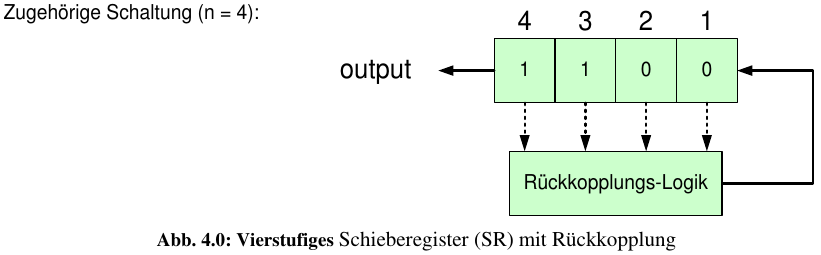 Zugehörige Schaltung (n = 4):
4 3 2 1
output 1 1 0 0
Rückkopplungs-Logik
Abb. 4.0: Vierstufiges Schieberegister (SR) mit Rückkopplung